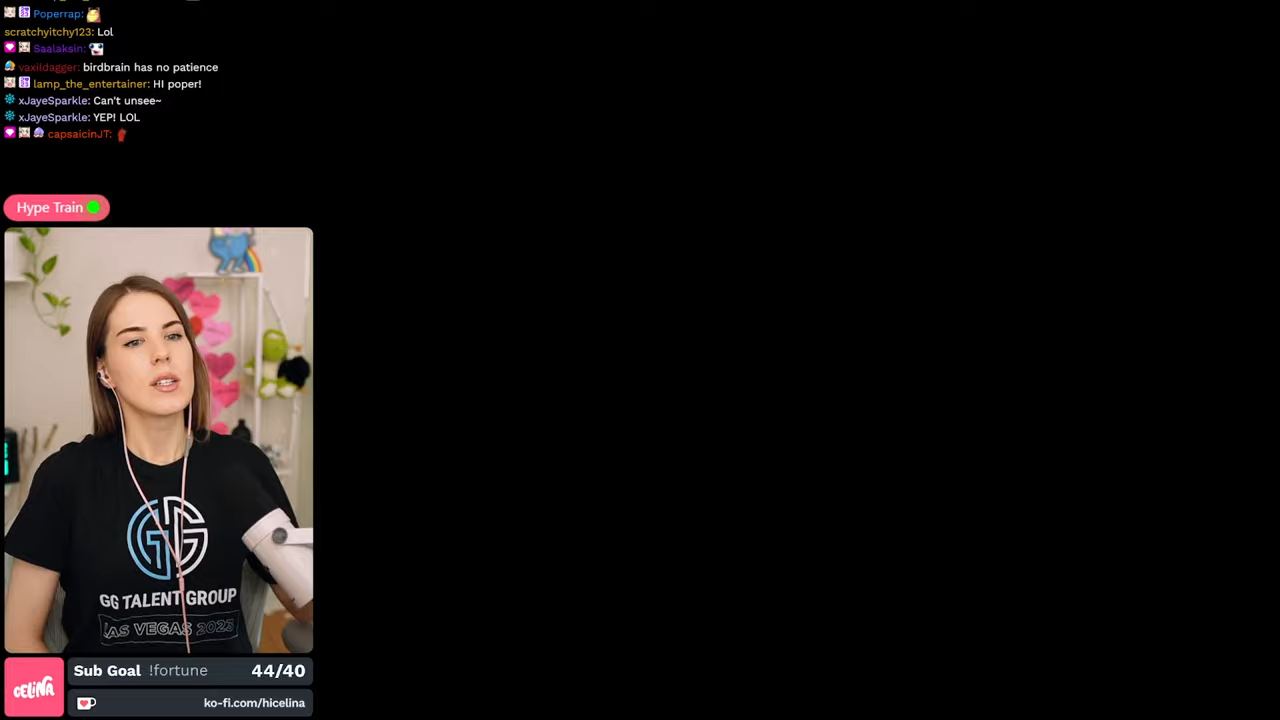 Poperrap:
scratchyitchy123: Lol
Saalaksin:
vaxildagger: birdbrain has no patience
lamp_the_entertainer: HI poper!
xJayeSparkle: Can't unsee~
xJayeSparkle: YEP! LOL
capsaicinJT:
Hype Train
GG TALENT GROUP
LAS VEGAS 2023
CELINA
Sub Goal !fortune 44/40
ko-fi.com/hicelina